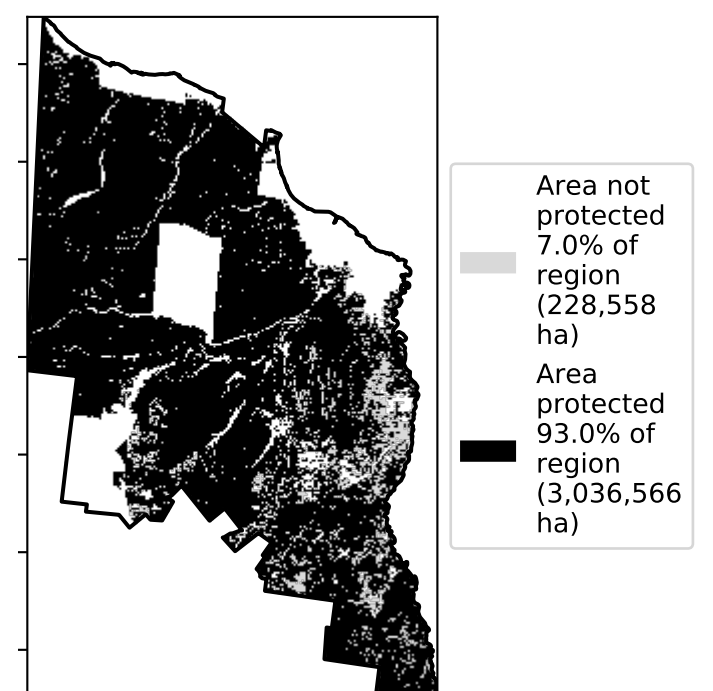 Area not
protected
7.0% of
region
(228,558
ha)
Area
protected
93.0% of
region
(3,036,566
ha)